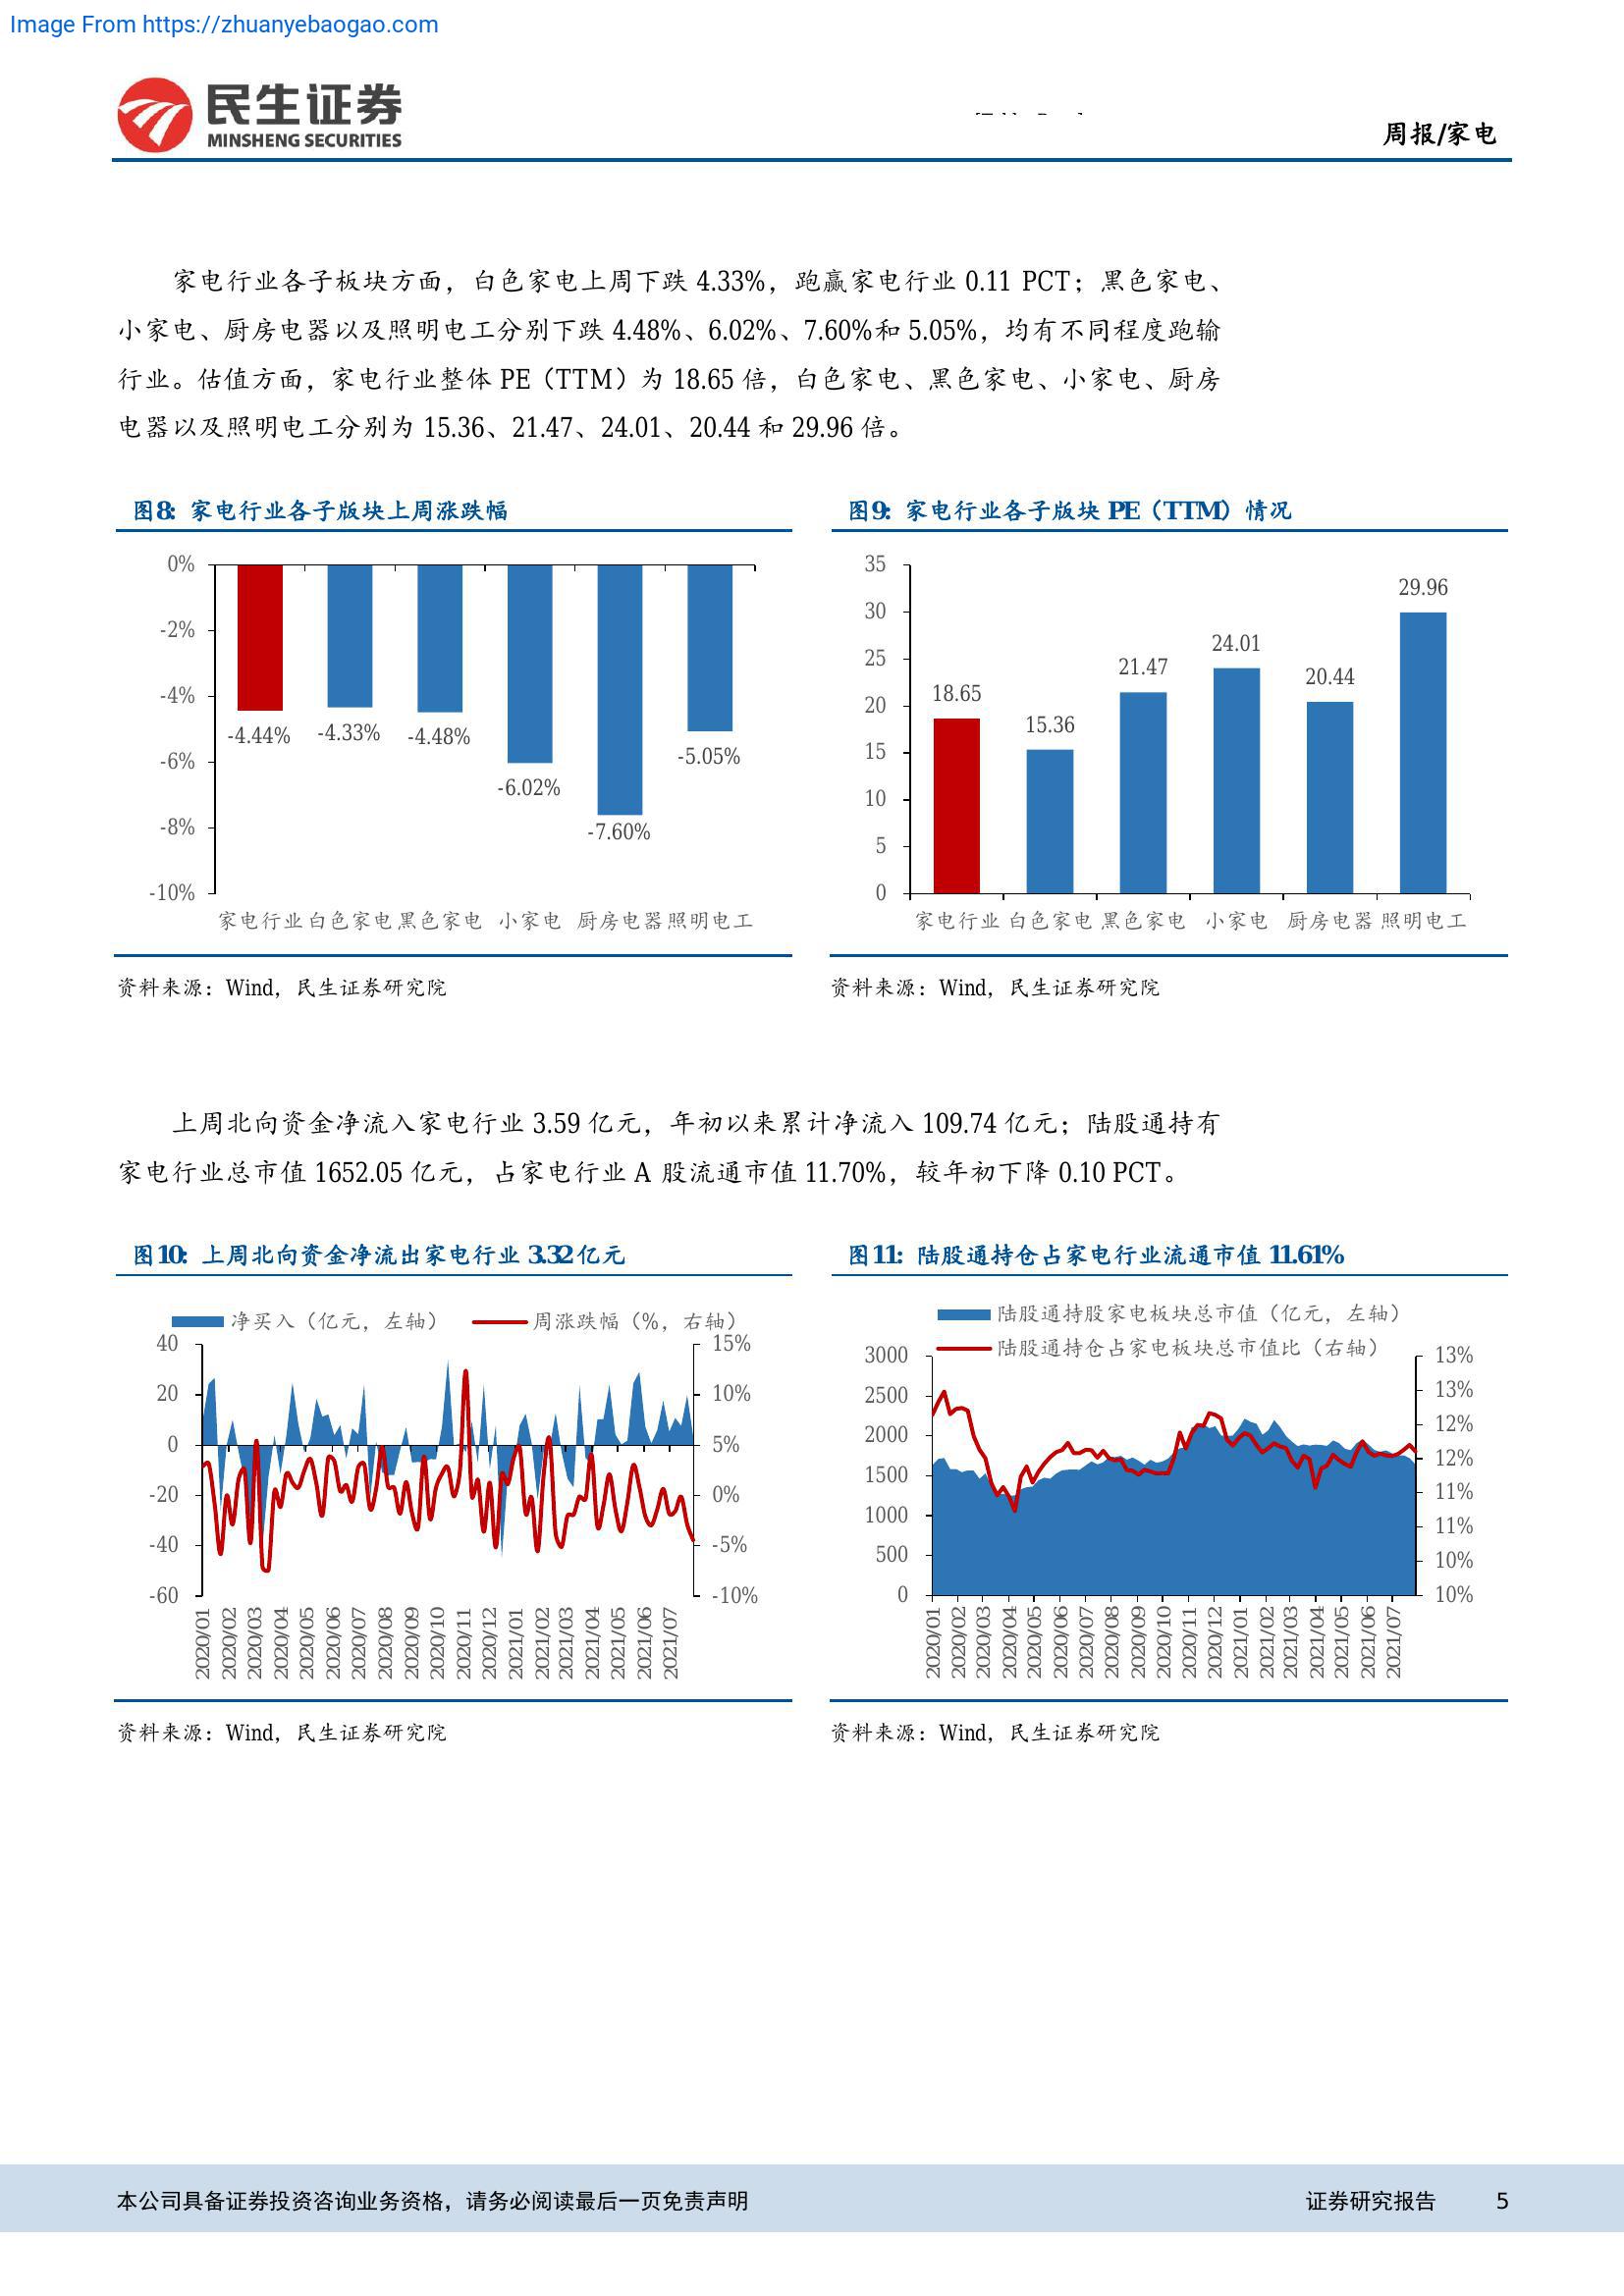 Image From https://zhuanyebaogao.com
民生证券
MINSHENG SECURITIES
周报/家电
家电行业各子板块方面，白色家电上周下跌 4.33%，跑赢家电行业 0.11 PCT；黑色家电、
小家电、厨房电器以及照明电工分别下跌 4.48%、6.02%、7.60%和 5.05%，均有不同程度跑输
行业。估值方面，家电行业整体 PE（TTM）为 18.65 倍，白色家电、黑色家电、小家电、厨房
电器以及照明电工分别为 15.36、21.47、24.01、20.44 和 29.96 倍。
图8: 家电行业各子版块上周涨跌幅
0%
-2%
-4%
-6%
-8%
-10%
-4.44%
-4.33%
-4.48%
-6.02%
-7.60%
-5.05%
家电行业 白色家电 黑色家电 小家电 厨房电器 照明电工
资料来源：Wind，民生证券研究院
图9: 家电行业各子版块 PE（TTM）情况
35
30
25
20
15
10
5
0
18.65
15.36
21.47
24.01
20.44
29.96
家电行业 白色家电 黑色家电 小家电 厨房电器 照明电工
资料来源：Wind，民生证券研究院
上周北向资金净流入家电行业 3.59 亿元，年初以来累计净流入 109.74 亿元；陆股通持有
家电行业总市值 1652.05 亿元，占家电行业 A 股流通市值 11.70%，较年初下降 0.10 PCT。
图10: 上周北向资金净流出家电行业 3.32亿元
净买入（亿元，左轴） 周涨跌幅（%，右轴）
40
20
0
-20
-40
-60
15%
10%
5%
0%
-5%
-10%
2020/01 2020/02 2020/03 2020/04 2020/05 2020/06 2020/07 2020/08 2020/09 2020/10 2020/11 2020/12 2021/01 2021/02 2021/03 2021/04 2021/05 2021/06 2021/07
资料来源：Wind，民生证券研究院
图11: 陆股通持仓占家电行业流通市值 11.61%
陆股通持股家电板块总市值（亿元，左轴）
陆股通持仓占家电板块总市值比（右轴）
3000
2500
2000
1500
1000
500
0
13%
13%
12%
12%
11%
11%
10%
10%
2020/01 2020/02 2020/03 2020/04 2020/05 2020/06 2020/07 2020/08 2020/09 2020/10 2020/11 2020/12 2021/01 2021/02 2021/03 2021/04 2021/05 2021/06 2021/07
资料来源：Wind，民生证券研究院
本公司具备证券投资咨询业务资格，请务必阅读最后一页免责声明
证券研究报告 5